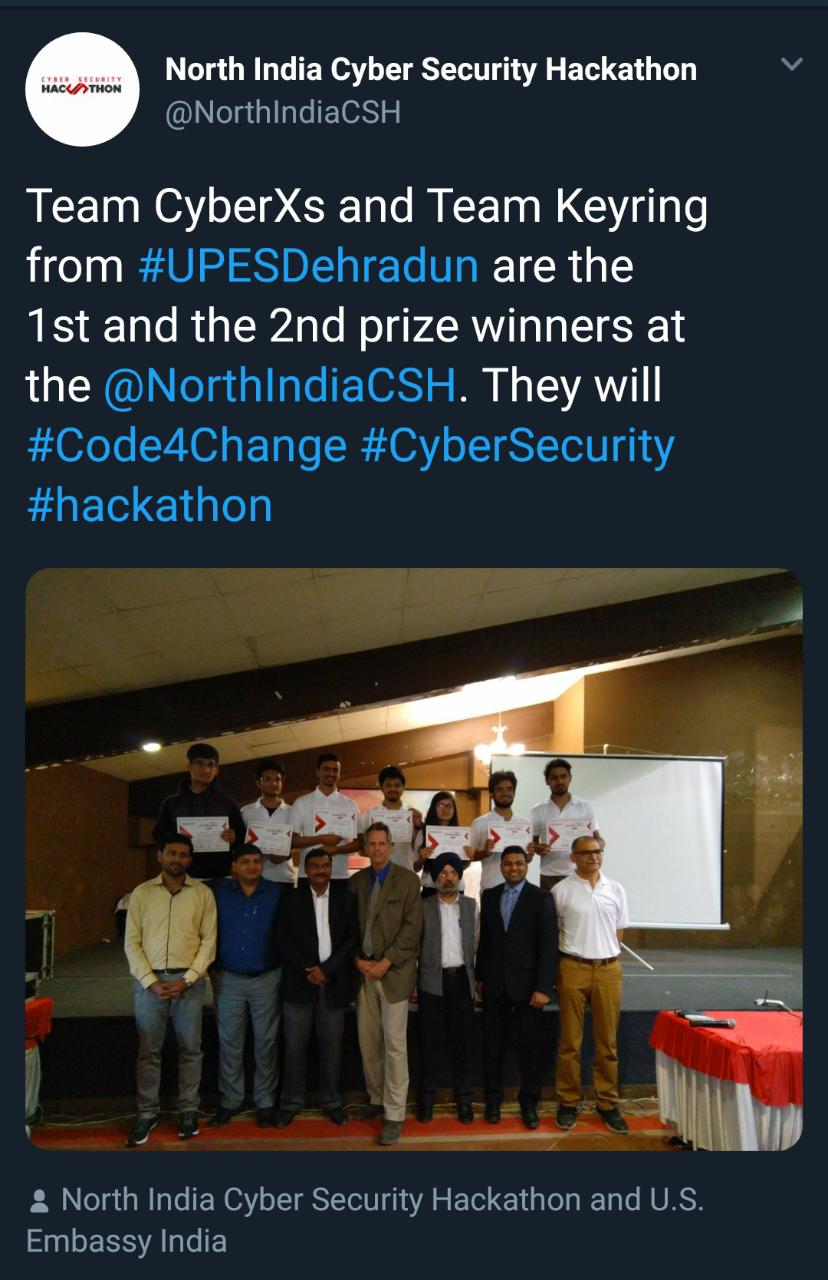 CYBER SECURITY
HAC THON
North India Cyber Security Hackathon
@NorthIndiaCSH
Team CyberXs and Team Keyring
from #UPESDehradun are the
1st and the 2nd prize winners at
the @NorthIndiaCSH. They will
#Code4Change #CyberSecurity
#hackathon
North India Cyber Security Hackathon and U.S.
Embassy India